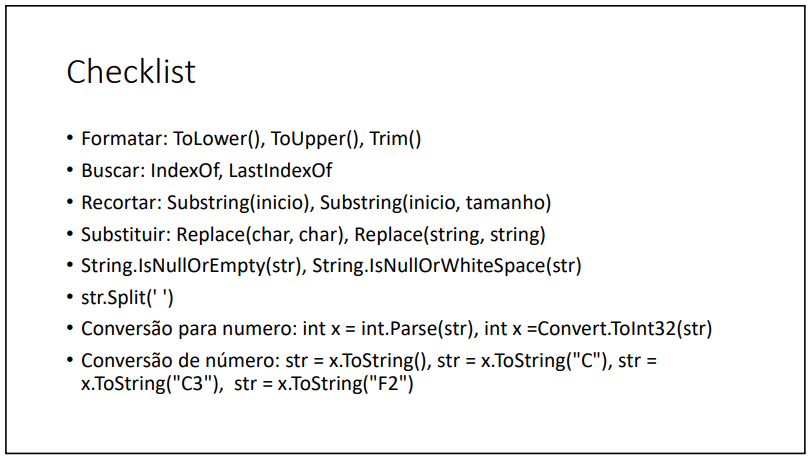 Checklist
• Formatar: ToLower(), ToUpper(), Trim()
• Buscar: IndexOf, LastIndexOf
• Recortar: Substring(inicio), Substring(inicio, tamanho)
• Substituir: Replace(char, char), Replace(string, string)
• String.IsNullOrEmpty(str), String.IsNullOrWhiteSpace(str)
• str.Split(' ')
• Conversão para numero: int x = int.Parse(str), int x =Convert.ToInt32(str)
• Conversão de número: str = x.ToString(), str = x.ToString("C"), str =
x.ToString("C3"),  str = x.ToString("F2")